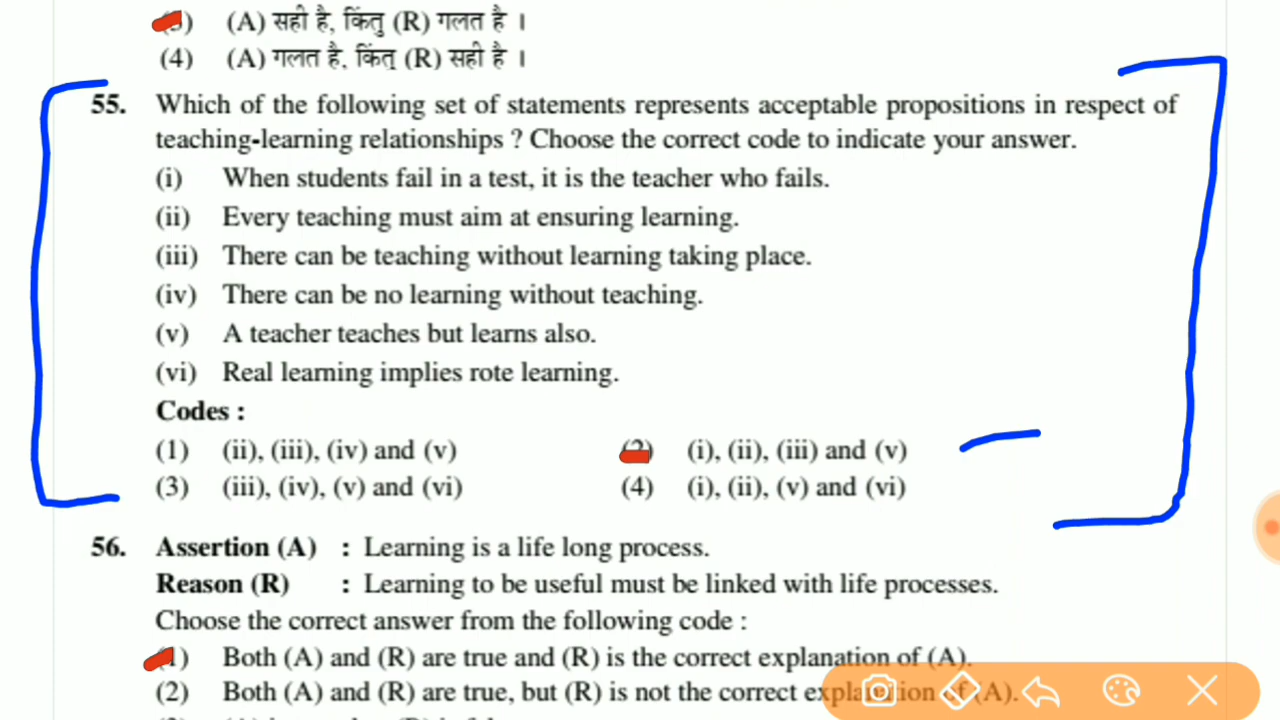 (A) सही है, किंतु (R) गलत है ।
(4) (A) गलत है, किंतु (R) सही है ।
55. Which of the following set of statements represents acceptable propositions in respect of
teaching-learning relationships ? Choose the correct code to indicate your answer.
(i) When students fail in a test, it is the teacher who fails.
(ii) Every teaching must aim at ensuring learning.
(iii) There can be teaching without learning taking place.
(iv) There can be no learning without teaching.
(v) A teacher teaches but learns also.
(vi) Real learning implies rote learning.
Codes :
(1) (ii), (iii), (iv) and (v) (2) (i), (ii), (iii) and (v)
(3) (iii), (iv), (v) and (vi) (4) (i), (ii), (v) and (vi)
56. Assertion (A) : Learning is a life long process.
Reason (R) : Learning to be useful must be linked with life processes.
Choose the correct answer from the following code :
(1) Both (A) and (R) are true and (R) is the correct explanation of (A).
(2) Both (A) and (R) are true, but (R) is not the correct explanation of (A).